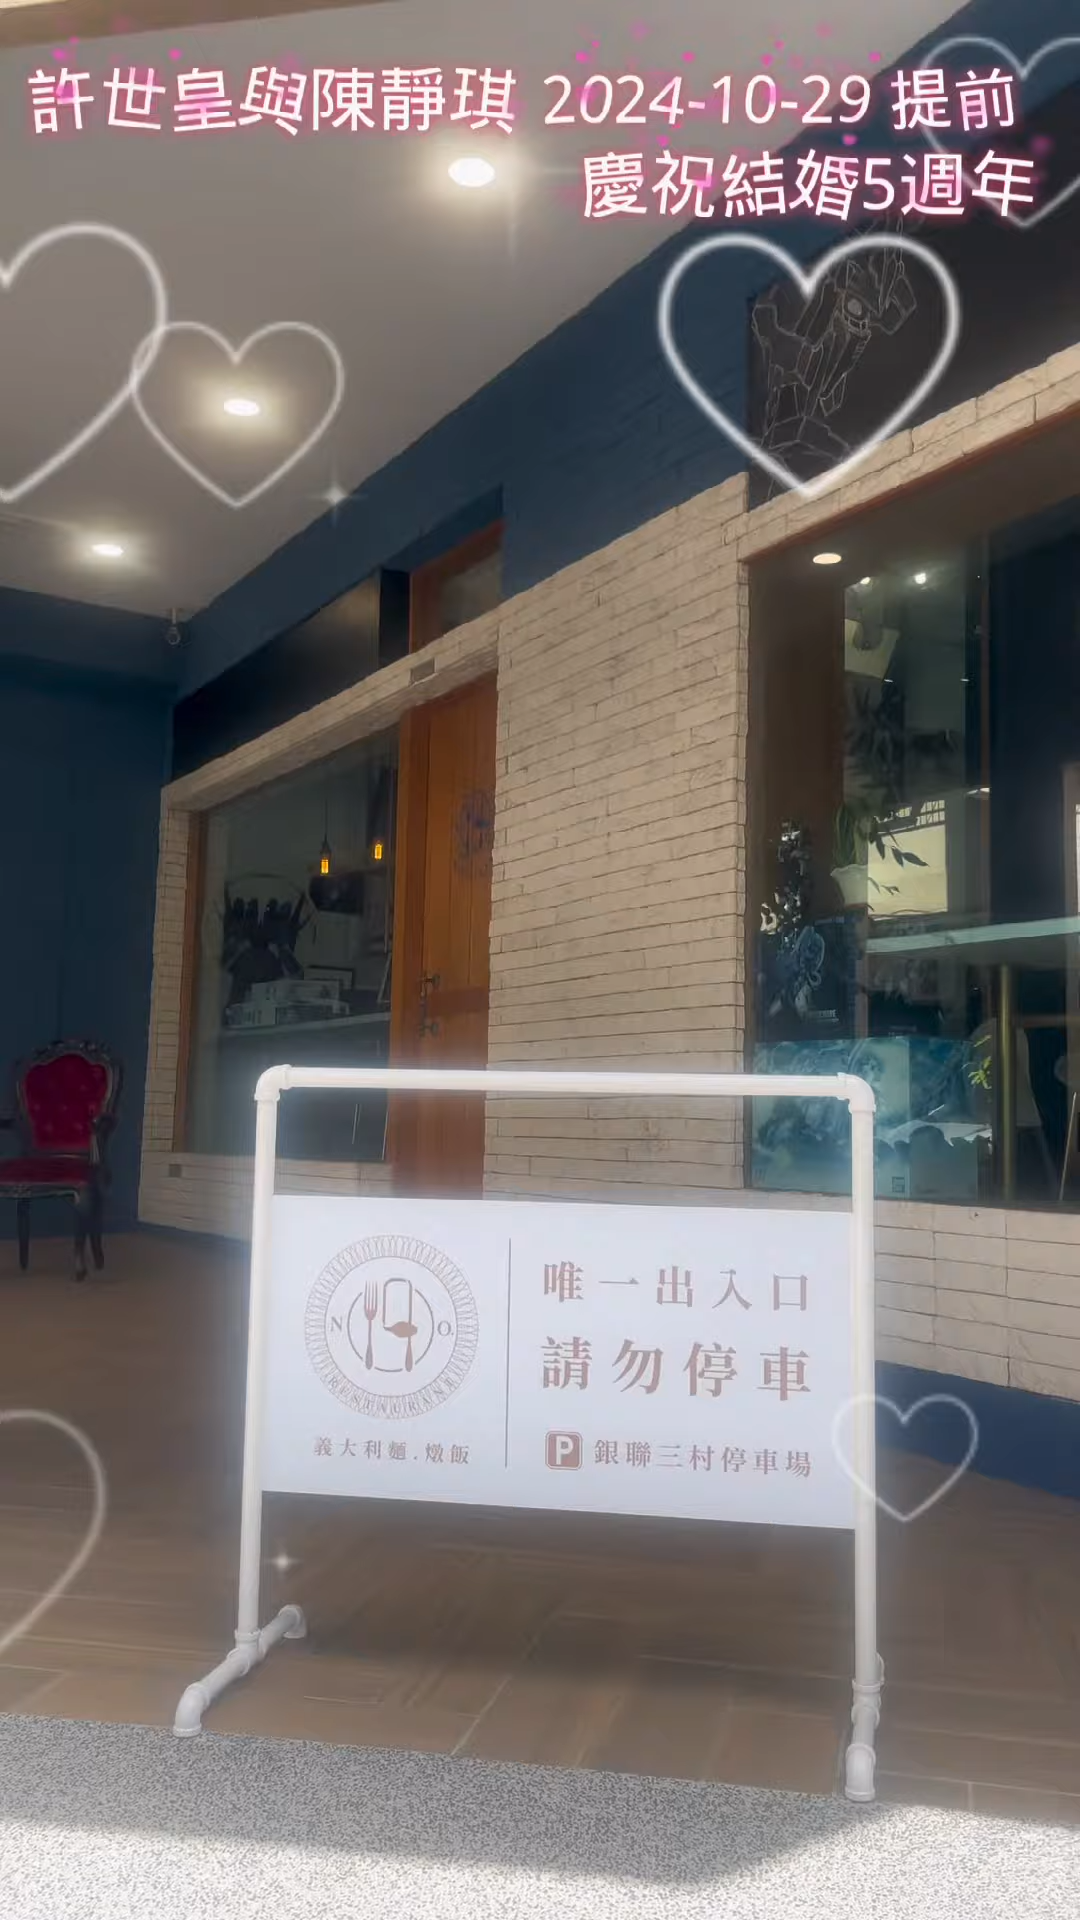 許世皇與陳靜琪 2024-10-29 提前
慶祝結婚5週年
N O.
RESTAURANT
義大利麵.燉飯
唯一出入口
請勿停車
P 銀聯三村停車場